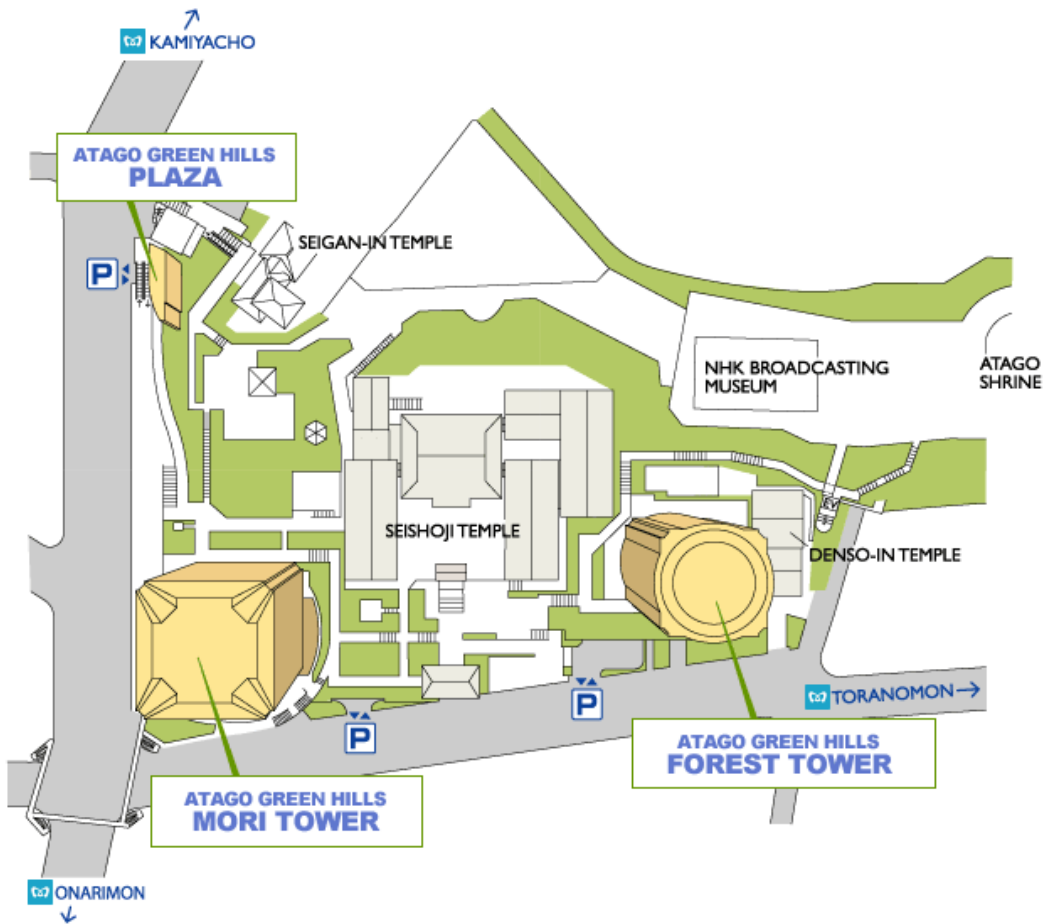 KAMIYACHO
ATAGO GREEN HILLS
PLAZA
SEIGAN-IN TEMPLE
P
NHK BROADCASTING
MUSEUM
ATAGO
SHRINE
SEISHOJI TEMPLE
DENSO-IN TEMPLE
TORANOMON
P
P
ATAGO GREEN HILLS
FOREST TOWER
ATAGO GREEN HILLS
MORI TOWER
ONARIMON